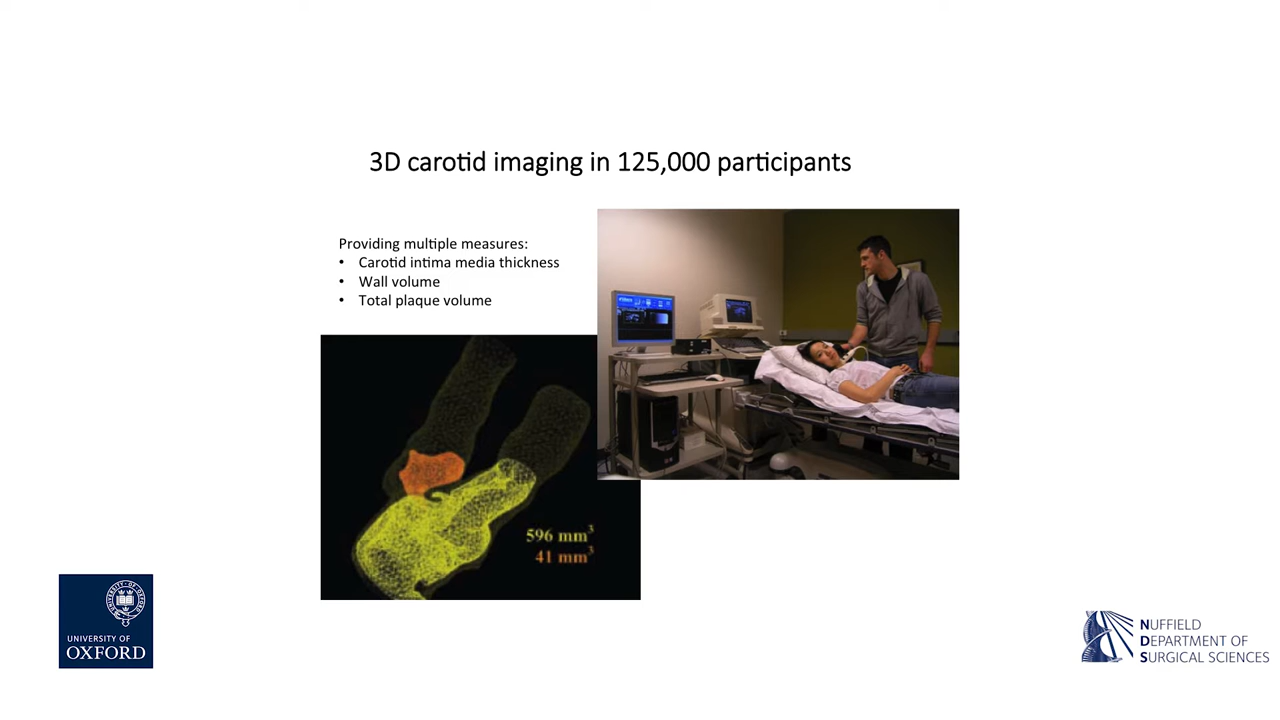 3D carotid imaging in 125,000 participants
Providing multiple measures:
• Carotid intima media thickness
• Wall volume
• Total plaque volume
596 mm³
41 mm³
UNIVERSITY OF
OXFORD
NUFFIELD
DEPARTMENT OF
SURGICAL SCIENCES